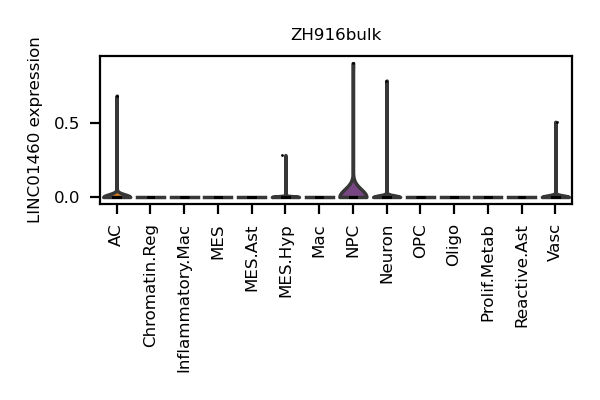 ZH916bulk
LINC01460 expression
0.5
0.0
AC
Chromatin.Reg
Inflammatory.Mac
MES
MES.Ast
MES.Hyp
Mac
NPC
Neuron
OPC
Oligo
Prolif.Metab
Reactive.Ast
Vasc